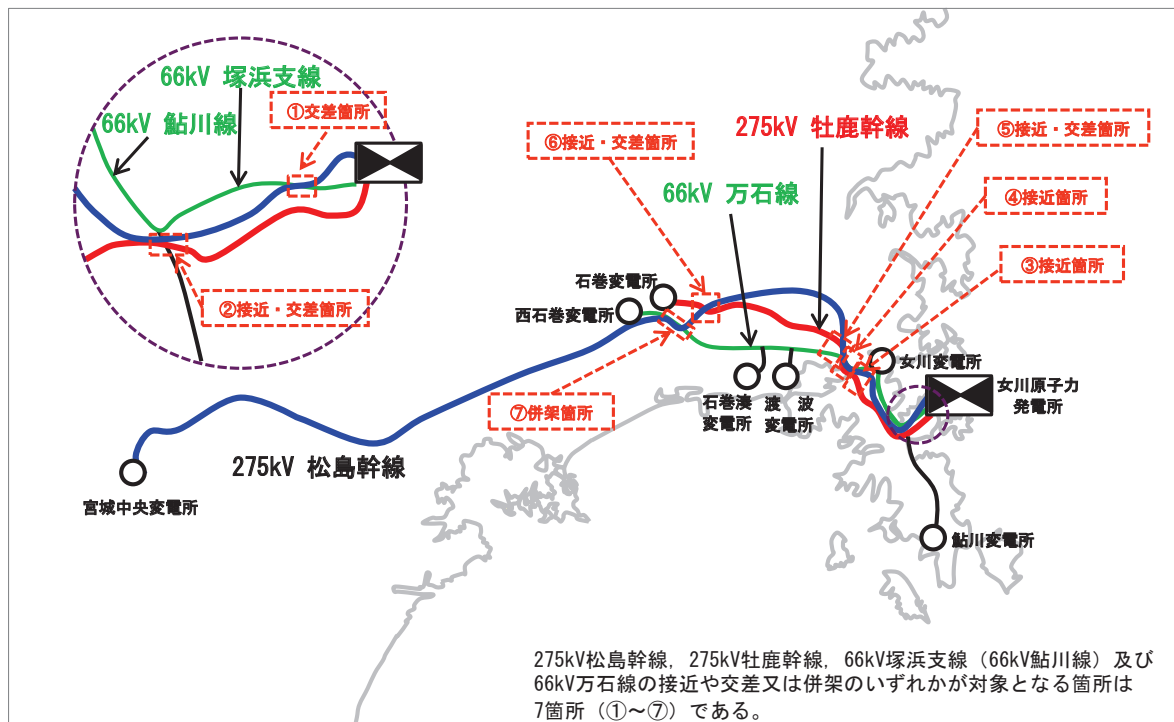 66kV 塚浜支線
①交差箇所
66kV 鮎川線
②接近・交差箇所
⑥接近・交差箇所
275kV 牡鹿幹線
⑤接近・交差箇所
66kV 万石線
④接近箇所
③接近箇所
石巻変電所
西石巻変電所
女川変電所
女川原子力
発電所
石巻湊
変電所
渡波
変電所
⑦併架箇所
275kV 松島幹線
宮城中央変電所
鮎川変電所
275kV松島幹線，275kV牡鹿幹線，66kV塚浜支線（66kV鮎川線）及び
66kV万石線の接近や交差又は併架のいずれかが対象となる箇所は
7箇所（①～⑦）である。